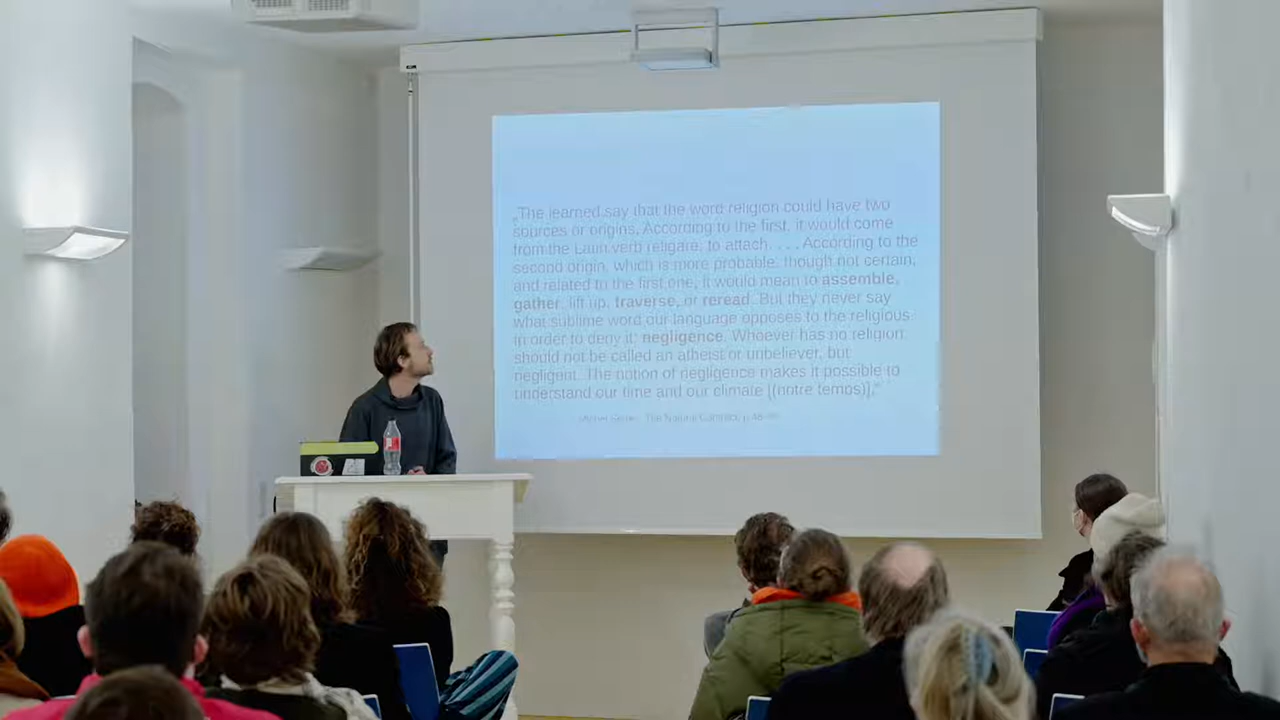 „The learned say that the word religion could have two
sources or origins. According to the first, it would come
from the Latin verb religare, to attach. . . . According to the
second origin, which is more probable, though not certain,
and related to the first one, it would mean to assemble,
gather, lift up, traverse, or reread. But they never say
what sublime word our language opposes to the religious
in order to deny it: negligence. Whoever has no religion
should not be called an atheist or unbeliever, but
negligent. The notion of negligence makes it possible to
understand our time and our climate [(notre temps)].“
Michel Serres: The Natural Contract, p.